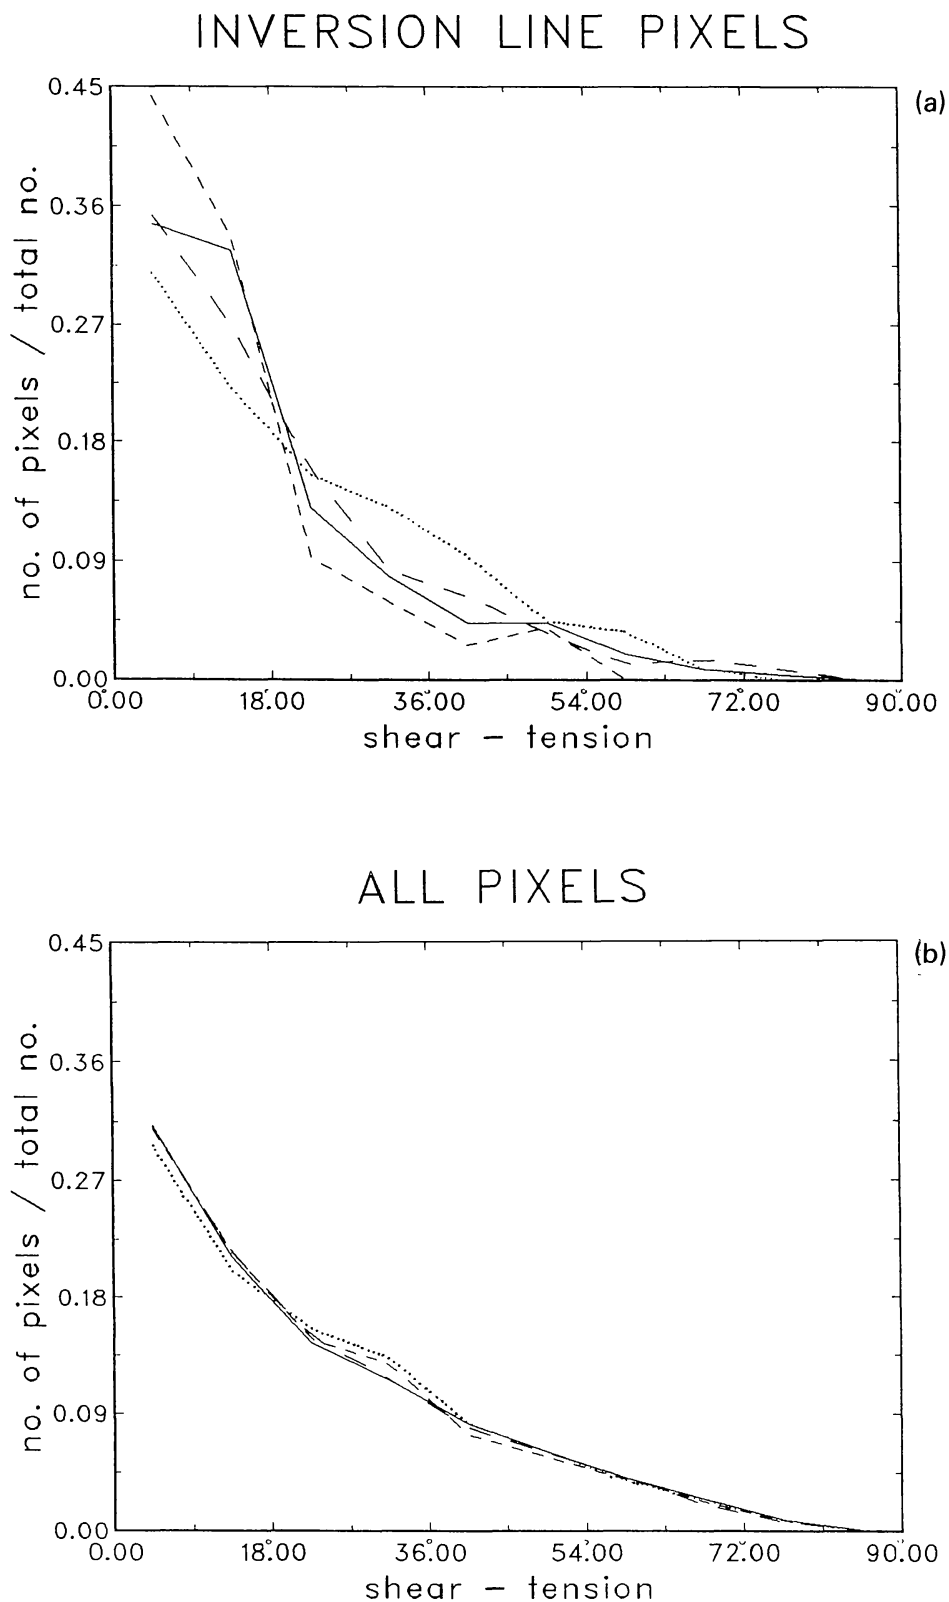 INVERSION LINE PIXELS
(a)
no. of pixels / total no.
0.45
0.36
0.27
0.18
0.09
0.00
0.00 18.00 36.00 54.00 72.00 90.00
shear – tension
ALL PIXELS
(b)
no. of pixels / total no.
0.45
0.36
0.27
0.18
0.09
0.00
0.00 18.00 36.00 54.00 72.00 90.00
shear – tension